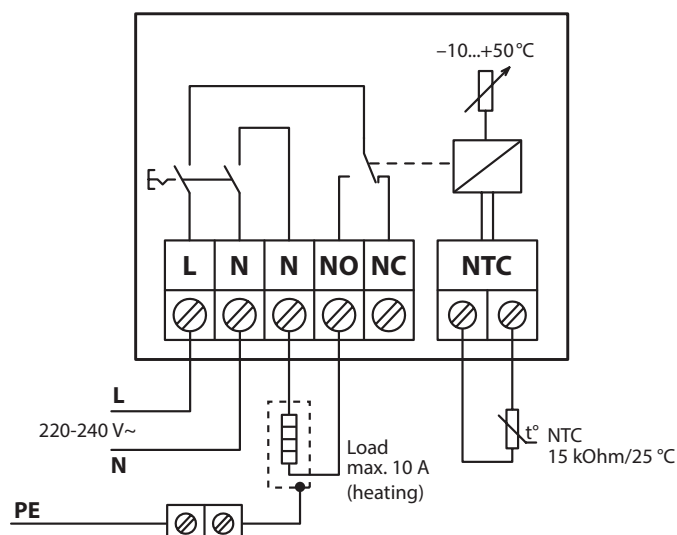 –10...+50 °C
L N N NO NC NTC
L
220-240 V~
N
Load
max. 10 A
(heating)
t° NTC
15 kOhm/25 °C
PE